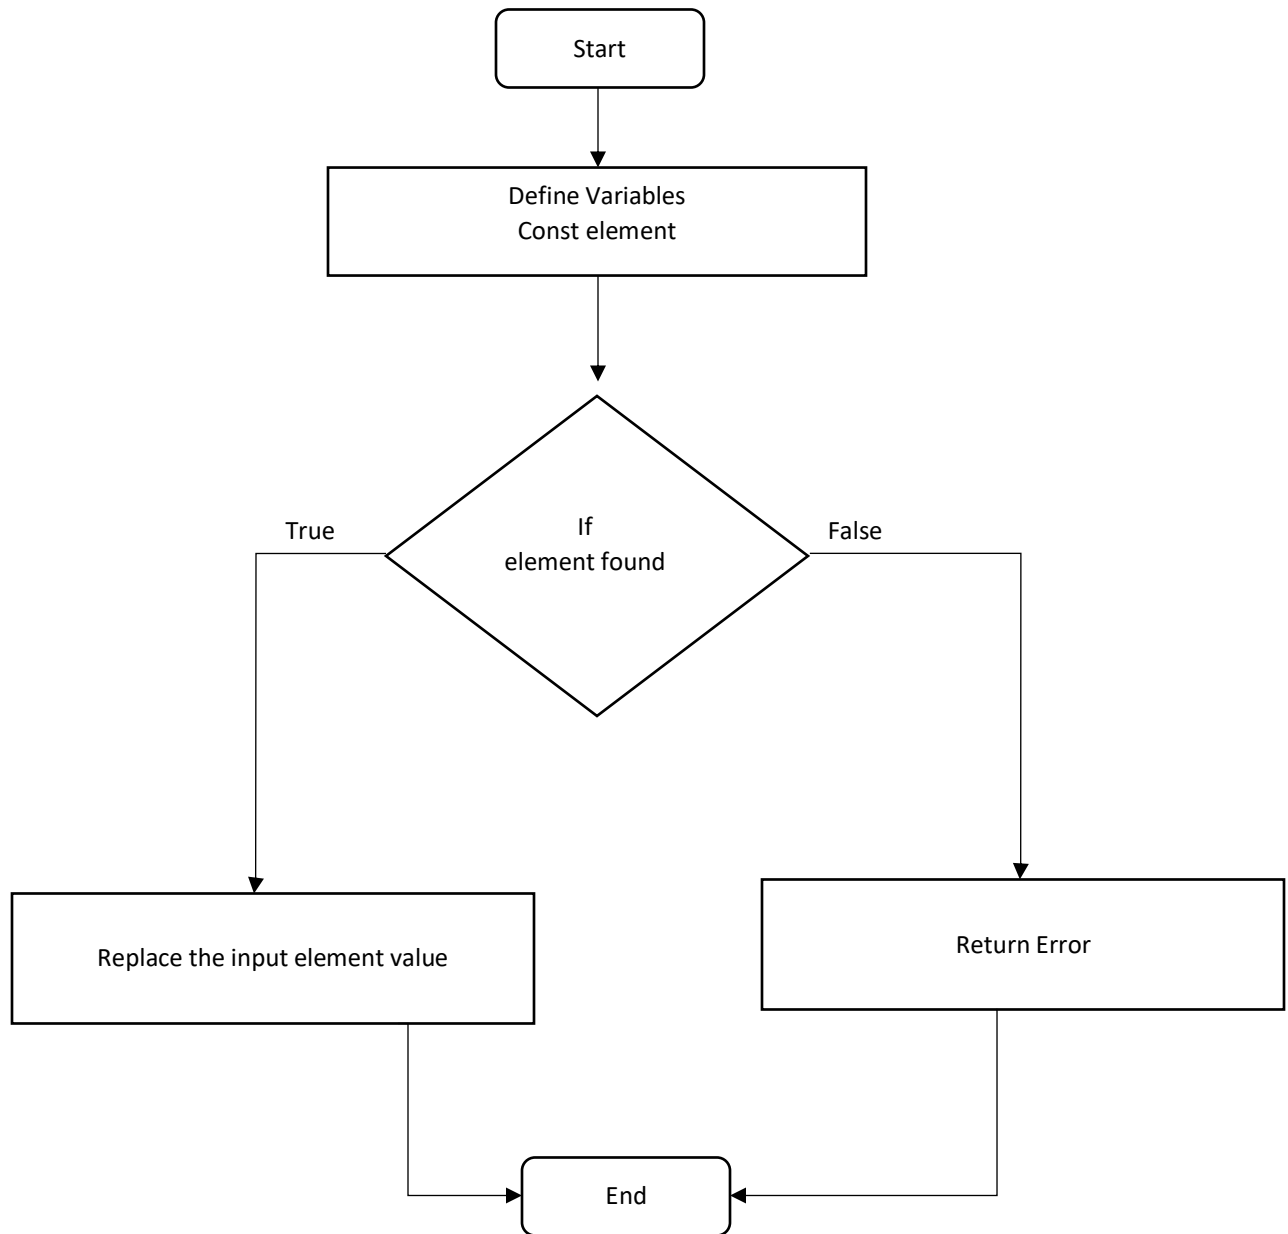 Start
Define Variables
Const element
If
element found
True
False
Replace the input element value
Return Error
End